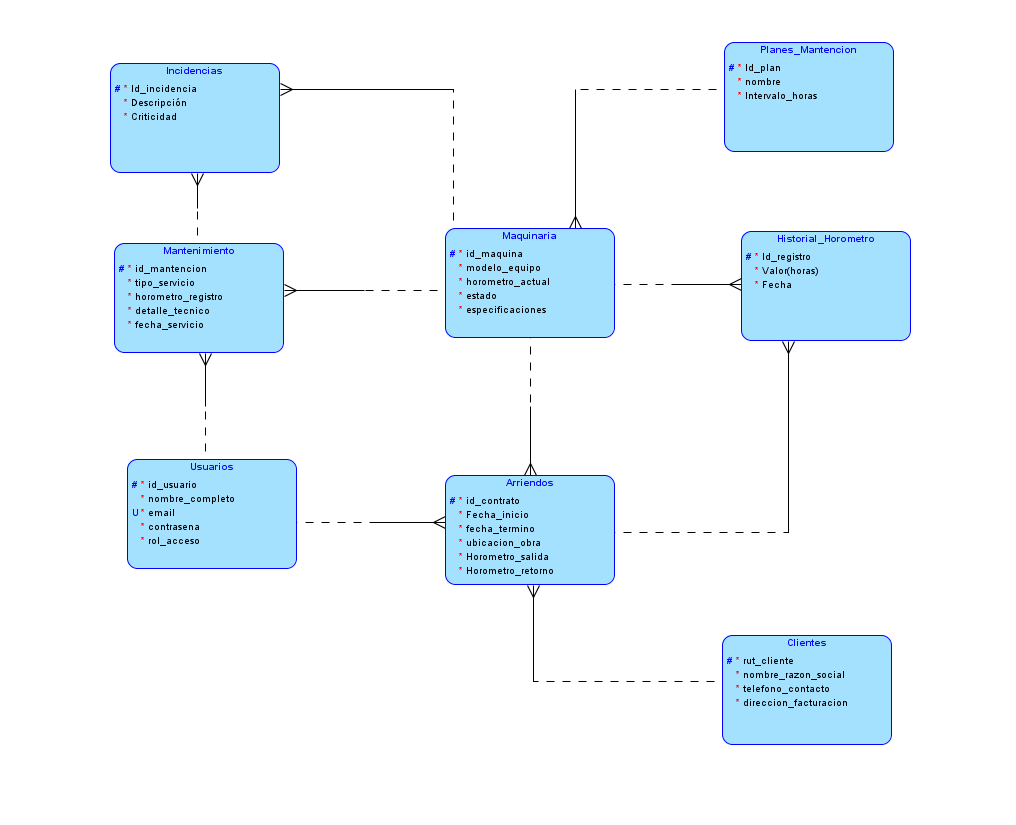 Incidencias
# * Id_incidencia
* Descripción
* Criticidad
Planes_Mantencion
# * Id_plan
* nombre
* Intervalo_horas
Mantenimiento
# * id_mantencion
* tipo_servicio
* horometro_registro
* detalle_tecnico
* fecha_servicio
Maquinaria
# * id_maquina
* modelo_equipo
* horometro_actual
* estado
* especificaciones
Historial_Horometro
# * Id_registro
* Valor(horas)
* Fecha
Usuarios
# * id_usuario
* nombre_completo
U * email
* contrasena
* rol_acceso
Arriendos
# * id_contrato
* Fecha_inicio
* fecha_termino
* ubicacion_obra
* Horometro_salida
* Horometro_retorno
Clientes
# * rut_cliente
* nombre_razon_social
* telefono_contacto
* direccion_facturacion